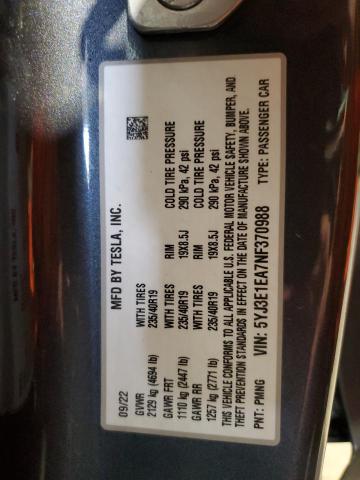 MFD BY TESLA, INC.
09/22
GVWR WITH TIRES RIM COLD TIRE PRESSURE
2129 kg (4694 lb) 235/40R19 19X8.5J 290 kPa, 42 psi
GAWR FRT WITH TIRES RIM COLD TIRE PRESSURE
1110 kg (2447 lb) 235/40R19 19X8.5J 290 kPa, 42 psi
GAWR RR
1257 kg (2771 lb) 235/40R19
THIS VEHICLE CONFORMS TO ALL APPLICABLE U.S. FEDERAL MOTOR VEHICLE SAFETY, BUMPER, AND
THEFT PREVENTION STANDARDS IN EFFECT ON THE DATE OF MANUFACTURE SHOWN ABOVE.
VIN: 5YJ3E1EA7NF370988
PNT: PMNG TYPE: PASSENGER CAR